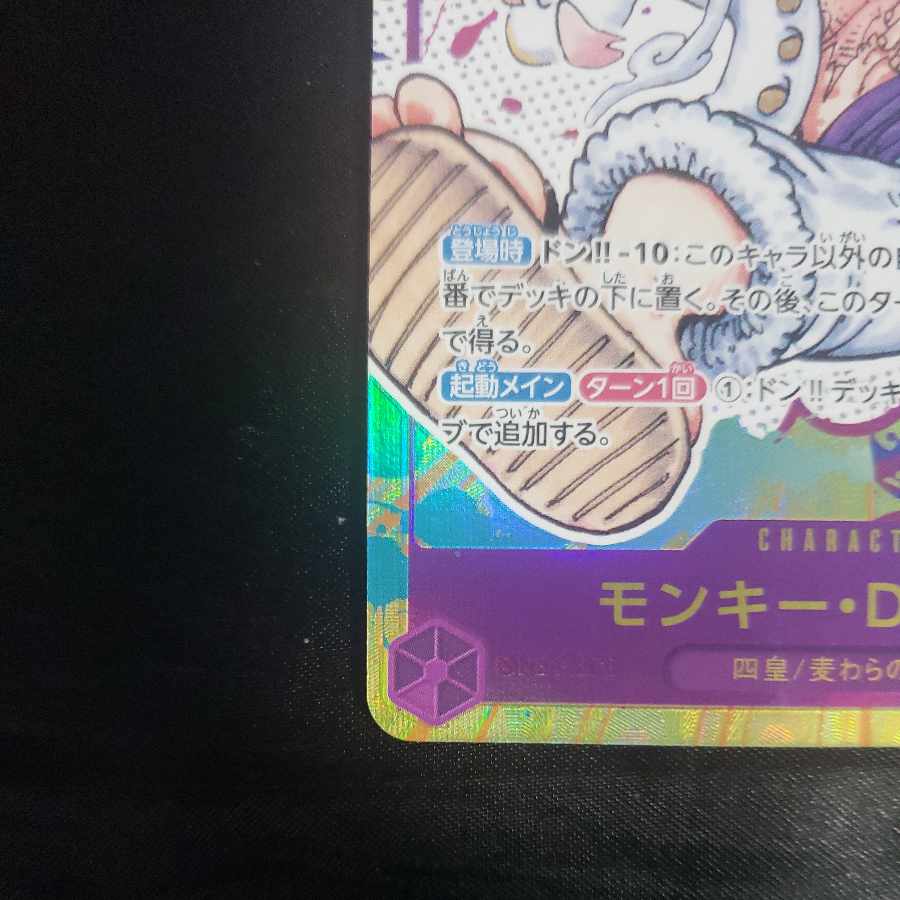 登場時 ドン!! -10:このキャラ以外の
番でデッキの下に置く。その後、このター
で得る。
起動メイン ターン1回 ①:ドン!! デッキ
ブで追加する。
CHARACT
モンキー・D
四皇/麦わらの